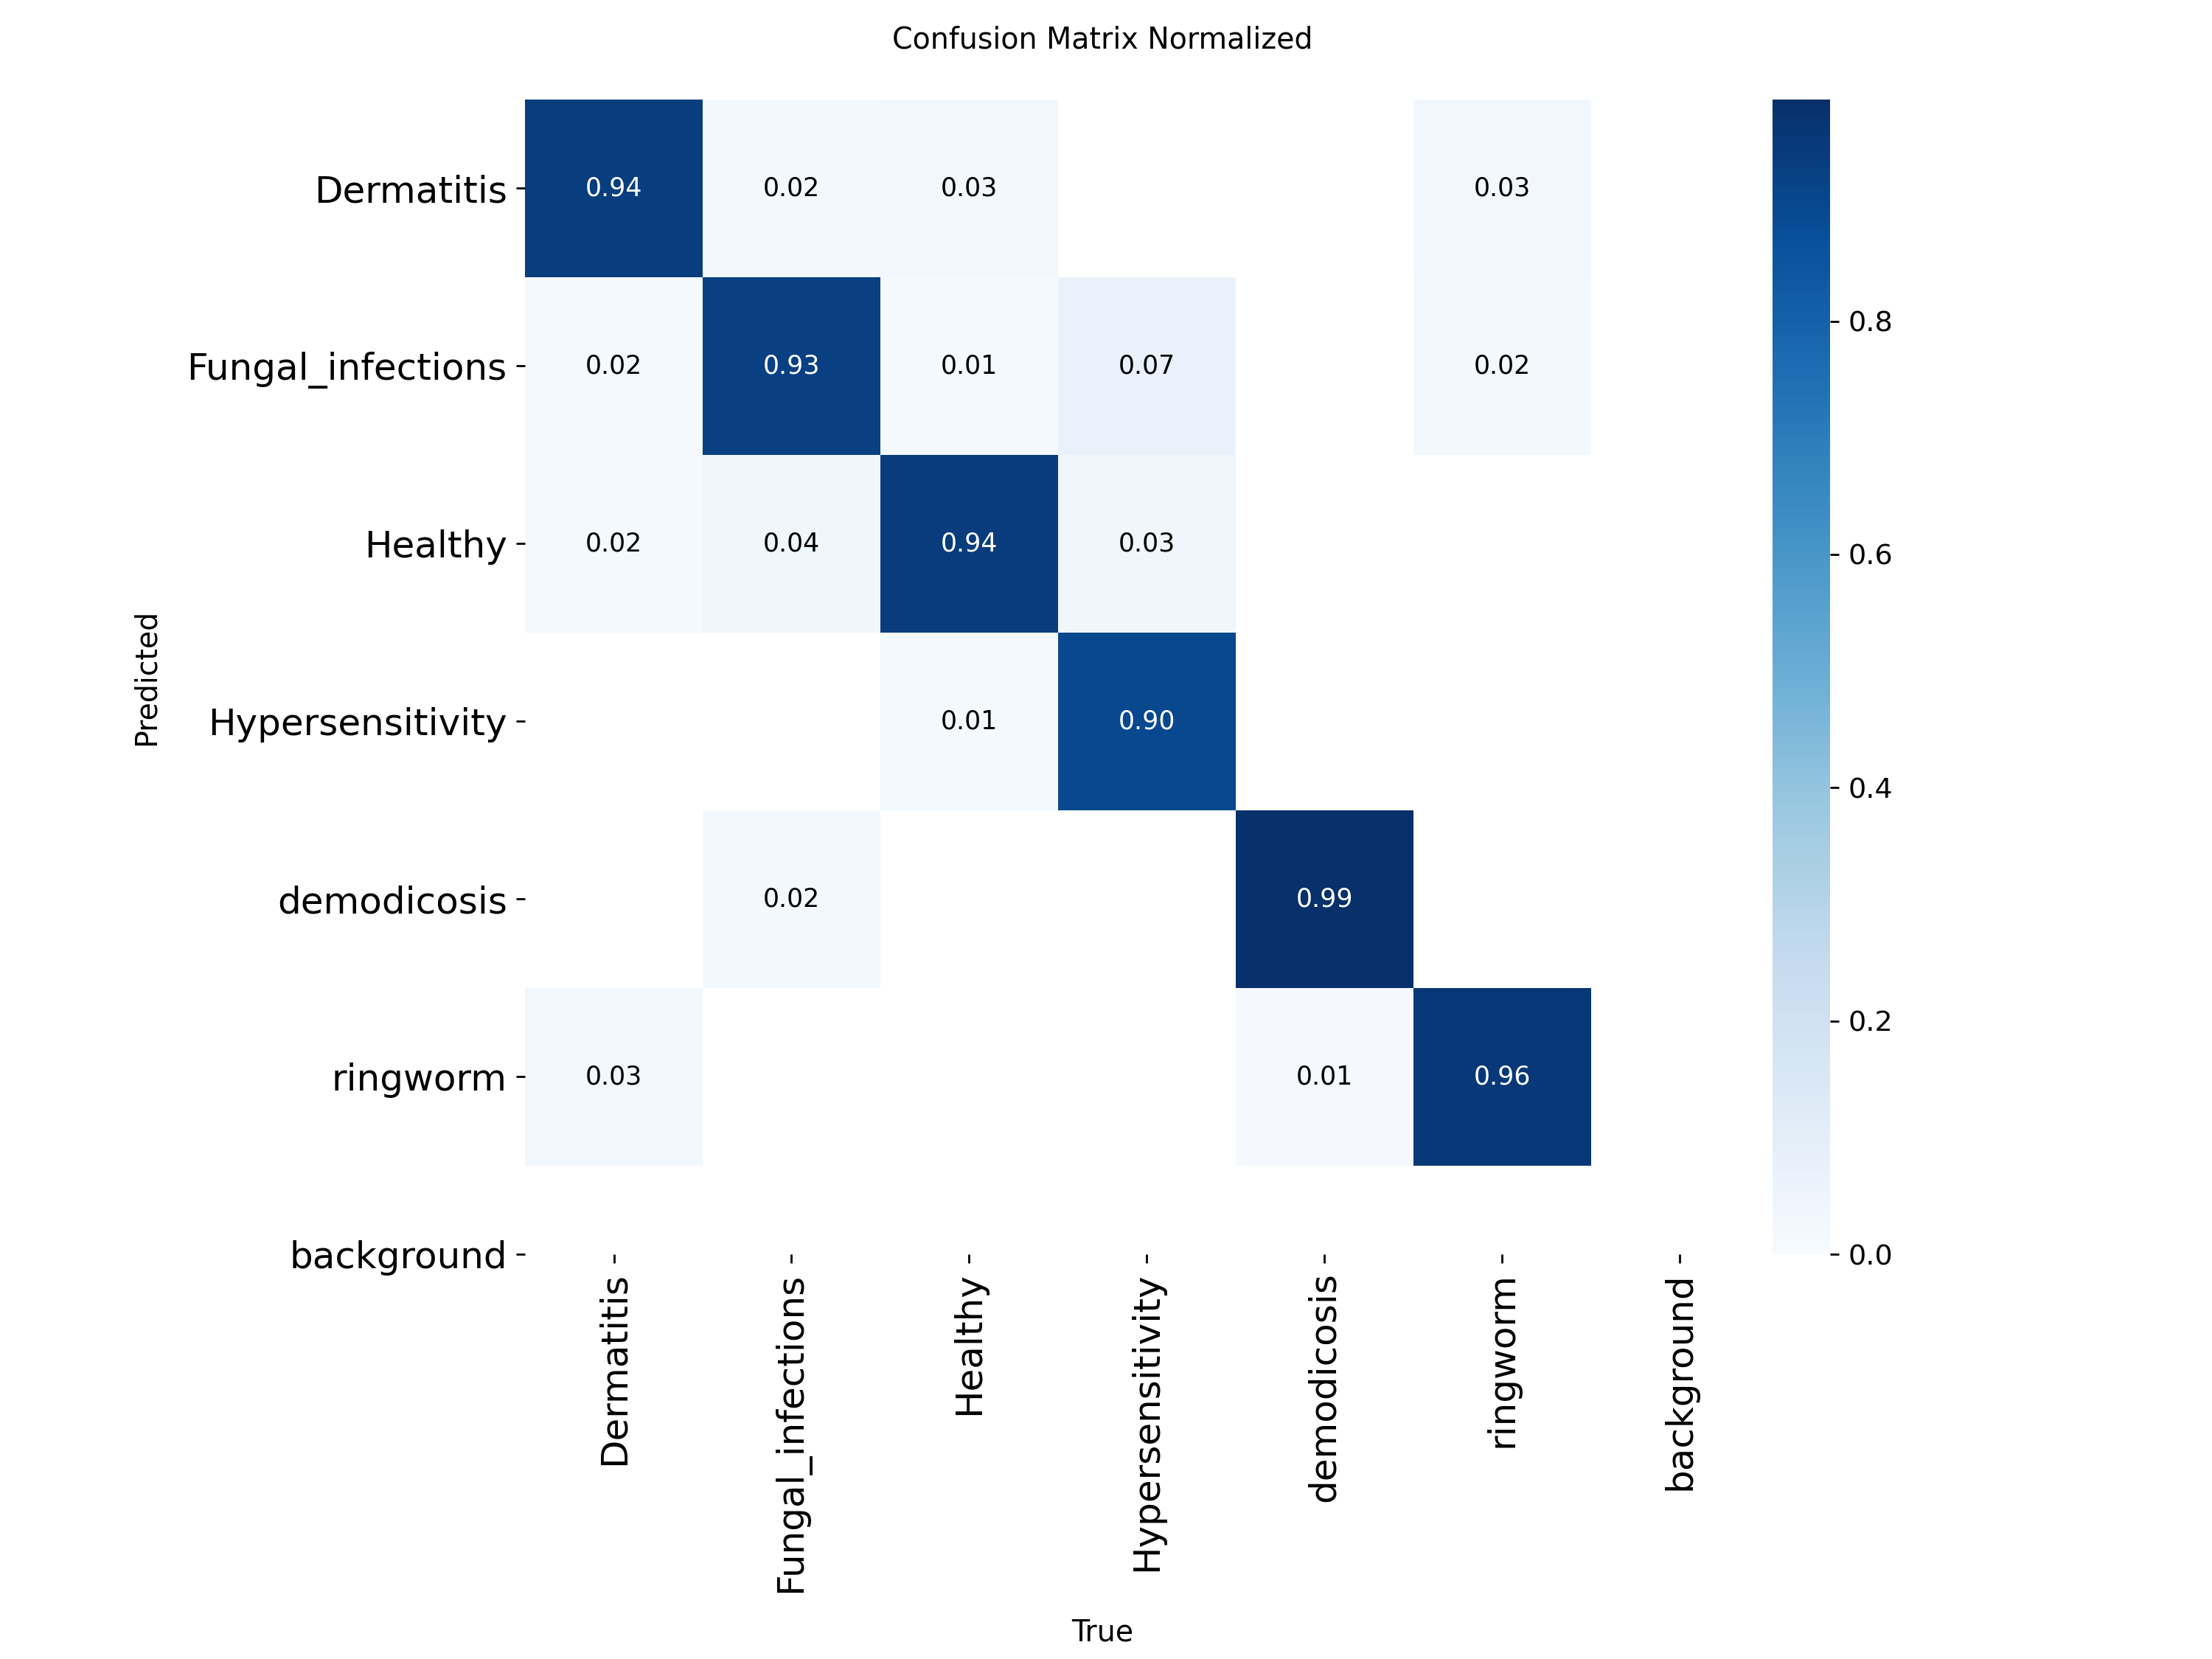 Confusion Matrix Normalized
Dermatitis 0.94 0.02 0.03 0.03
0.8
Fungal_infections 0.02 0.93 0.01 0.07 0.02
Healthy 0.02 0.04 0.94 0.03
0.6
Predicted
Hypersensitivity 0.01 0.90
0.4
demodicosis 0.02 0.99
0.2
ringworm 0.03 0.01 0.96
background
0.0
Dermatitis
Fungal_infections
Healthy
Hypersensitivity
demodicosis
ringworm
background
True